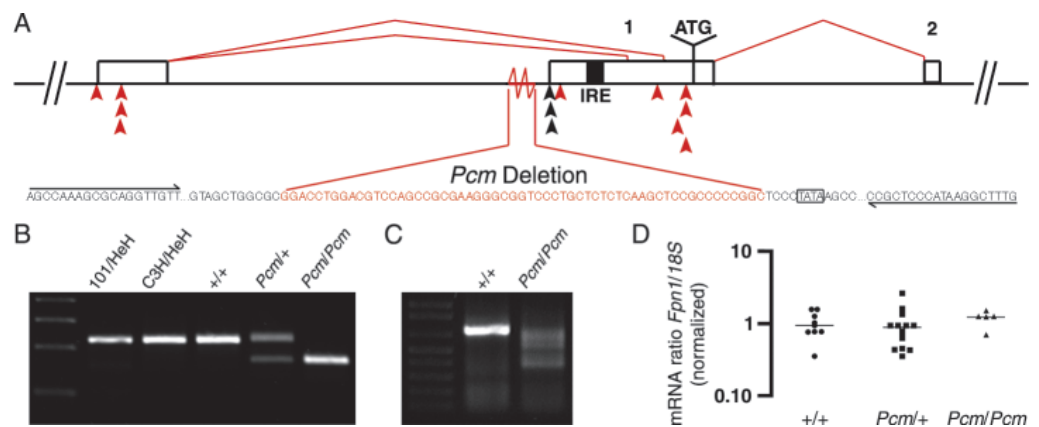 A
1
ATG
2
IRE
Pcm Deletion
AGCCAAAGCGCAGGTTGTT...GTAGCTGGCGCGGACCTGGACGTCCAGCCGCGAAGGGCGGTCCCTGCTCTCTCAAGCTCCGCCCCCGGCTCCCTATAAGCC...CCGCTCCCATAAGGCTTTG
B
101/HeH
C3H/HeH
+/+
Pcm/+
Pcm/Pcm
C
+/+
Pcm/Pcm
D
mRNA ratio Fpn1/18S
(normalized)
10
1
0.10
+/+
Pcm/+
Pcm/Pcm